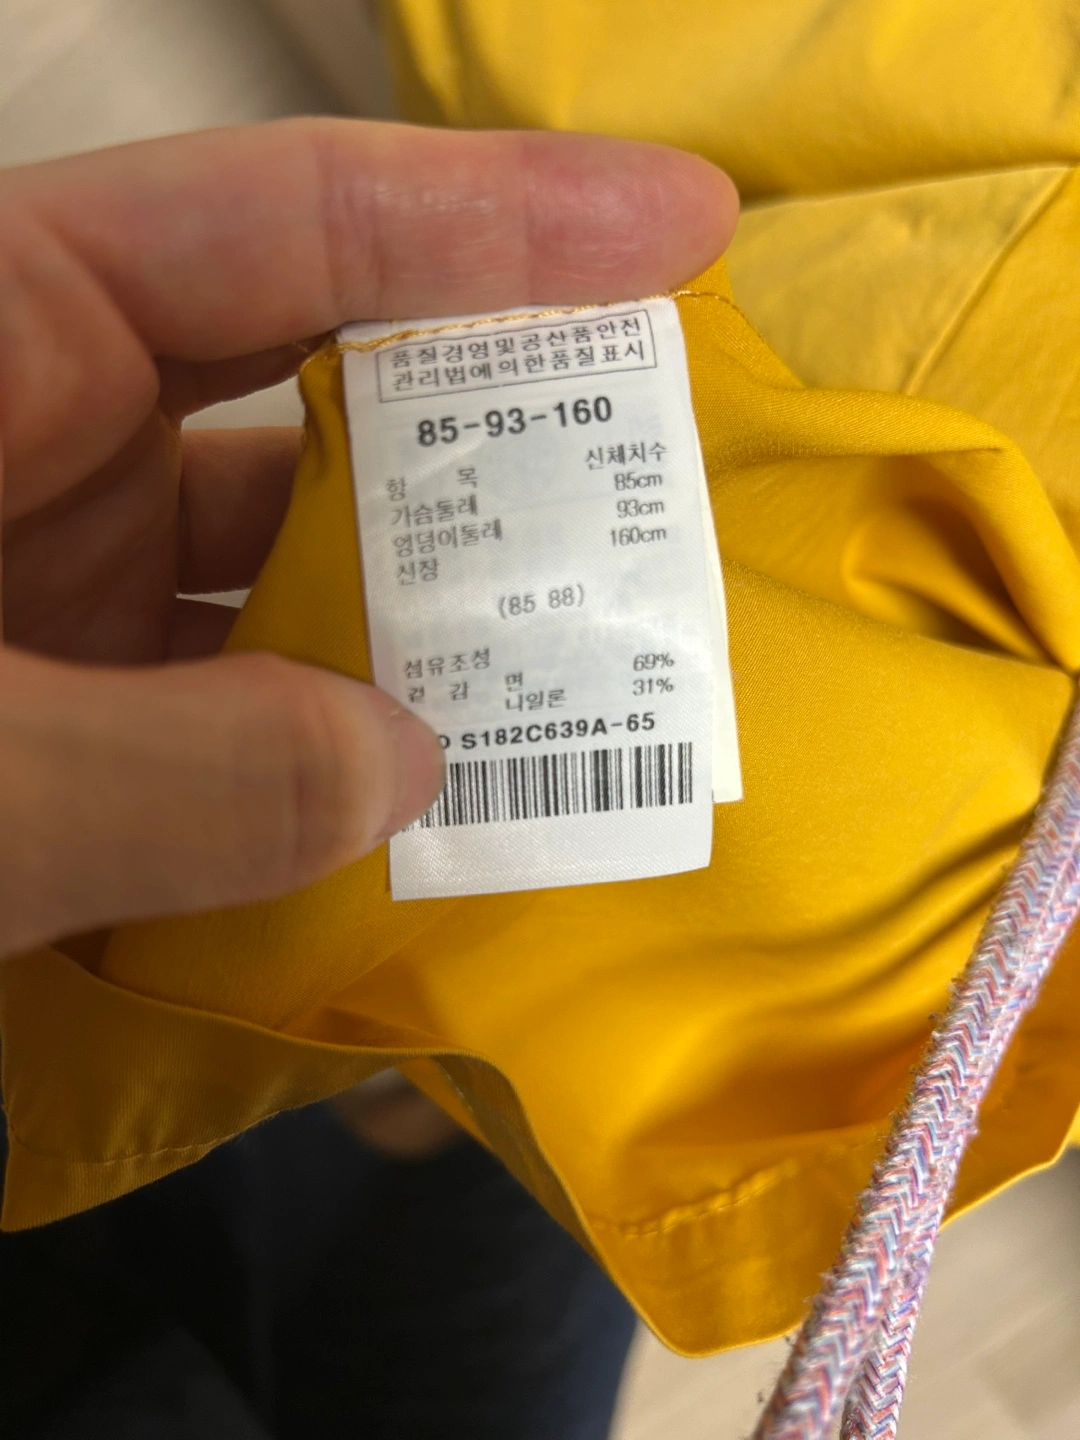 품질경영및공산품안전
관리법에의한품질표시
85-93-160
신체치수
항 목 85cm
가슴둘레 93cm
엉덩이둘레 160cm
신장
(85 88)
섬유조성 69%
겉 감 면 31%
니일론
S182C639A-65